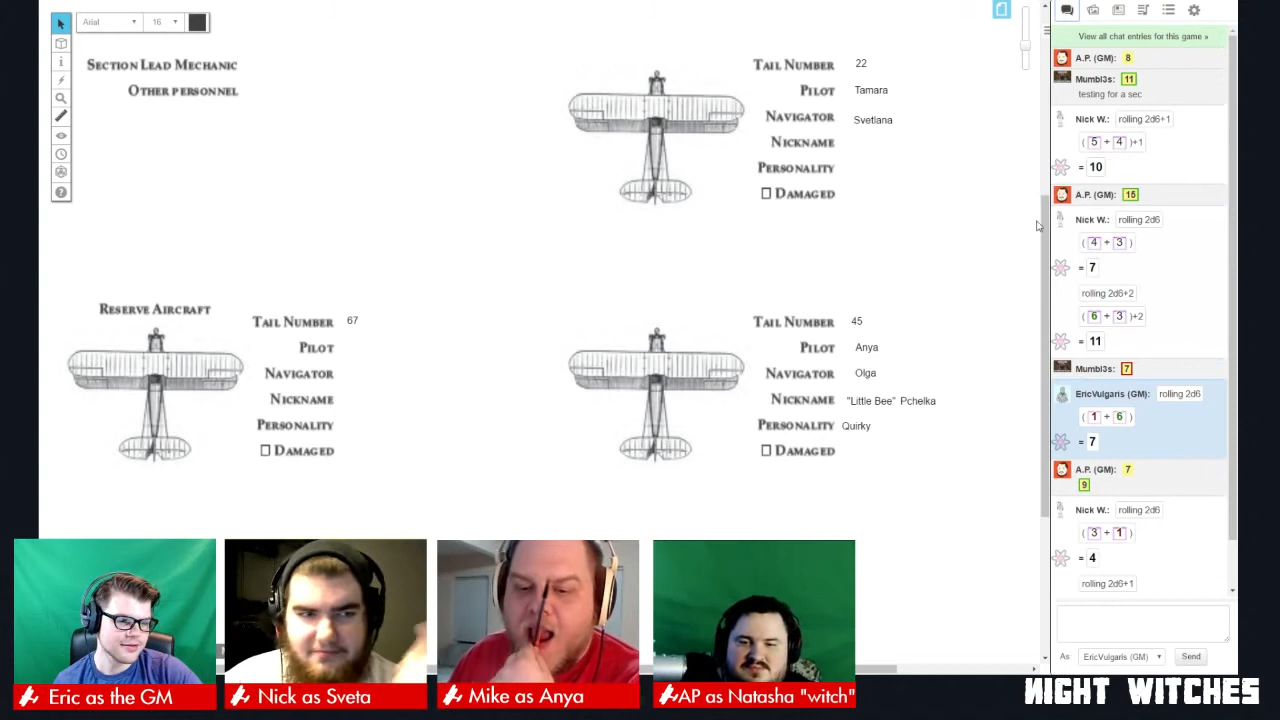 Arial
16
Section Lead Mechanic
Other personnel
Tail Number 22
Pilot Tamara
Navigator Svetlana
Nickname
Personality
Damaged
Reserve Aircraft
Tail Number 67
Pilot
Navigator
Nickname
Personality
Damaged
Tail Number 45
Pilot Anya
Navigator Olga
Nickname "Little Bee" Pchelka
Personality Quirky
Damaged
View all chat entries for this game »
A.P. (GM): 8
Mumbl3s: 11
testing for a sec
Nick W.: rolling 2d6+1
( 5 + 4 )+1
= 10
A.P. (GM): 15
Nick W.: rolling 2d6
( 4 + 3 )
= 7
rolling 2d6+2
( 6 + 3 )+2
= 11
Mumbl3s: 7
EricVulgaris (GM): rolling 2d6
( 1 + 6 )
= 7
A.P. (GM): 7
9
Nick W.: rolling 2d6
( 3 + 1 )
= 4
rolling 2d6+1
As: EricVulgaris (GM) Send
Eric as the GM
Nick as Sveta
Mike as Anya
AP as Natasha "witch"
NIGHT WITCHES